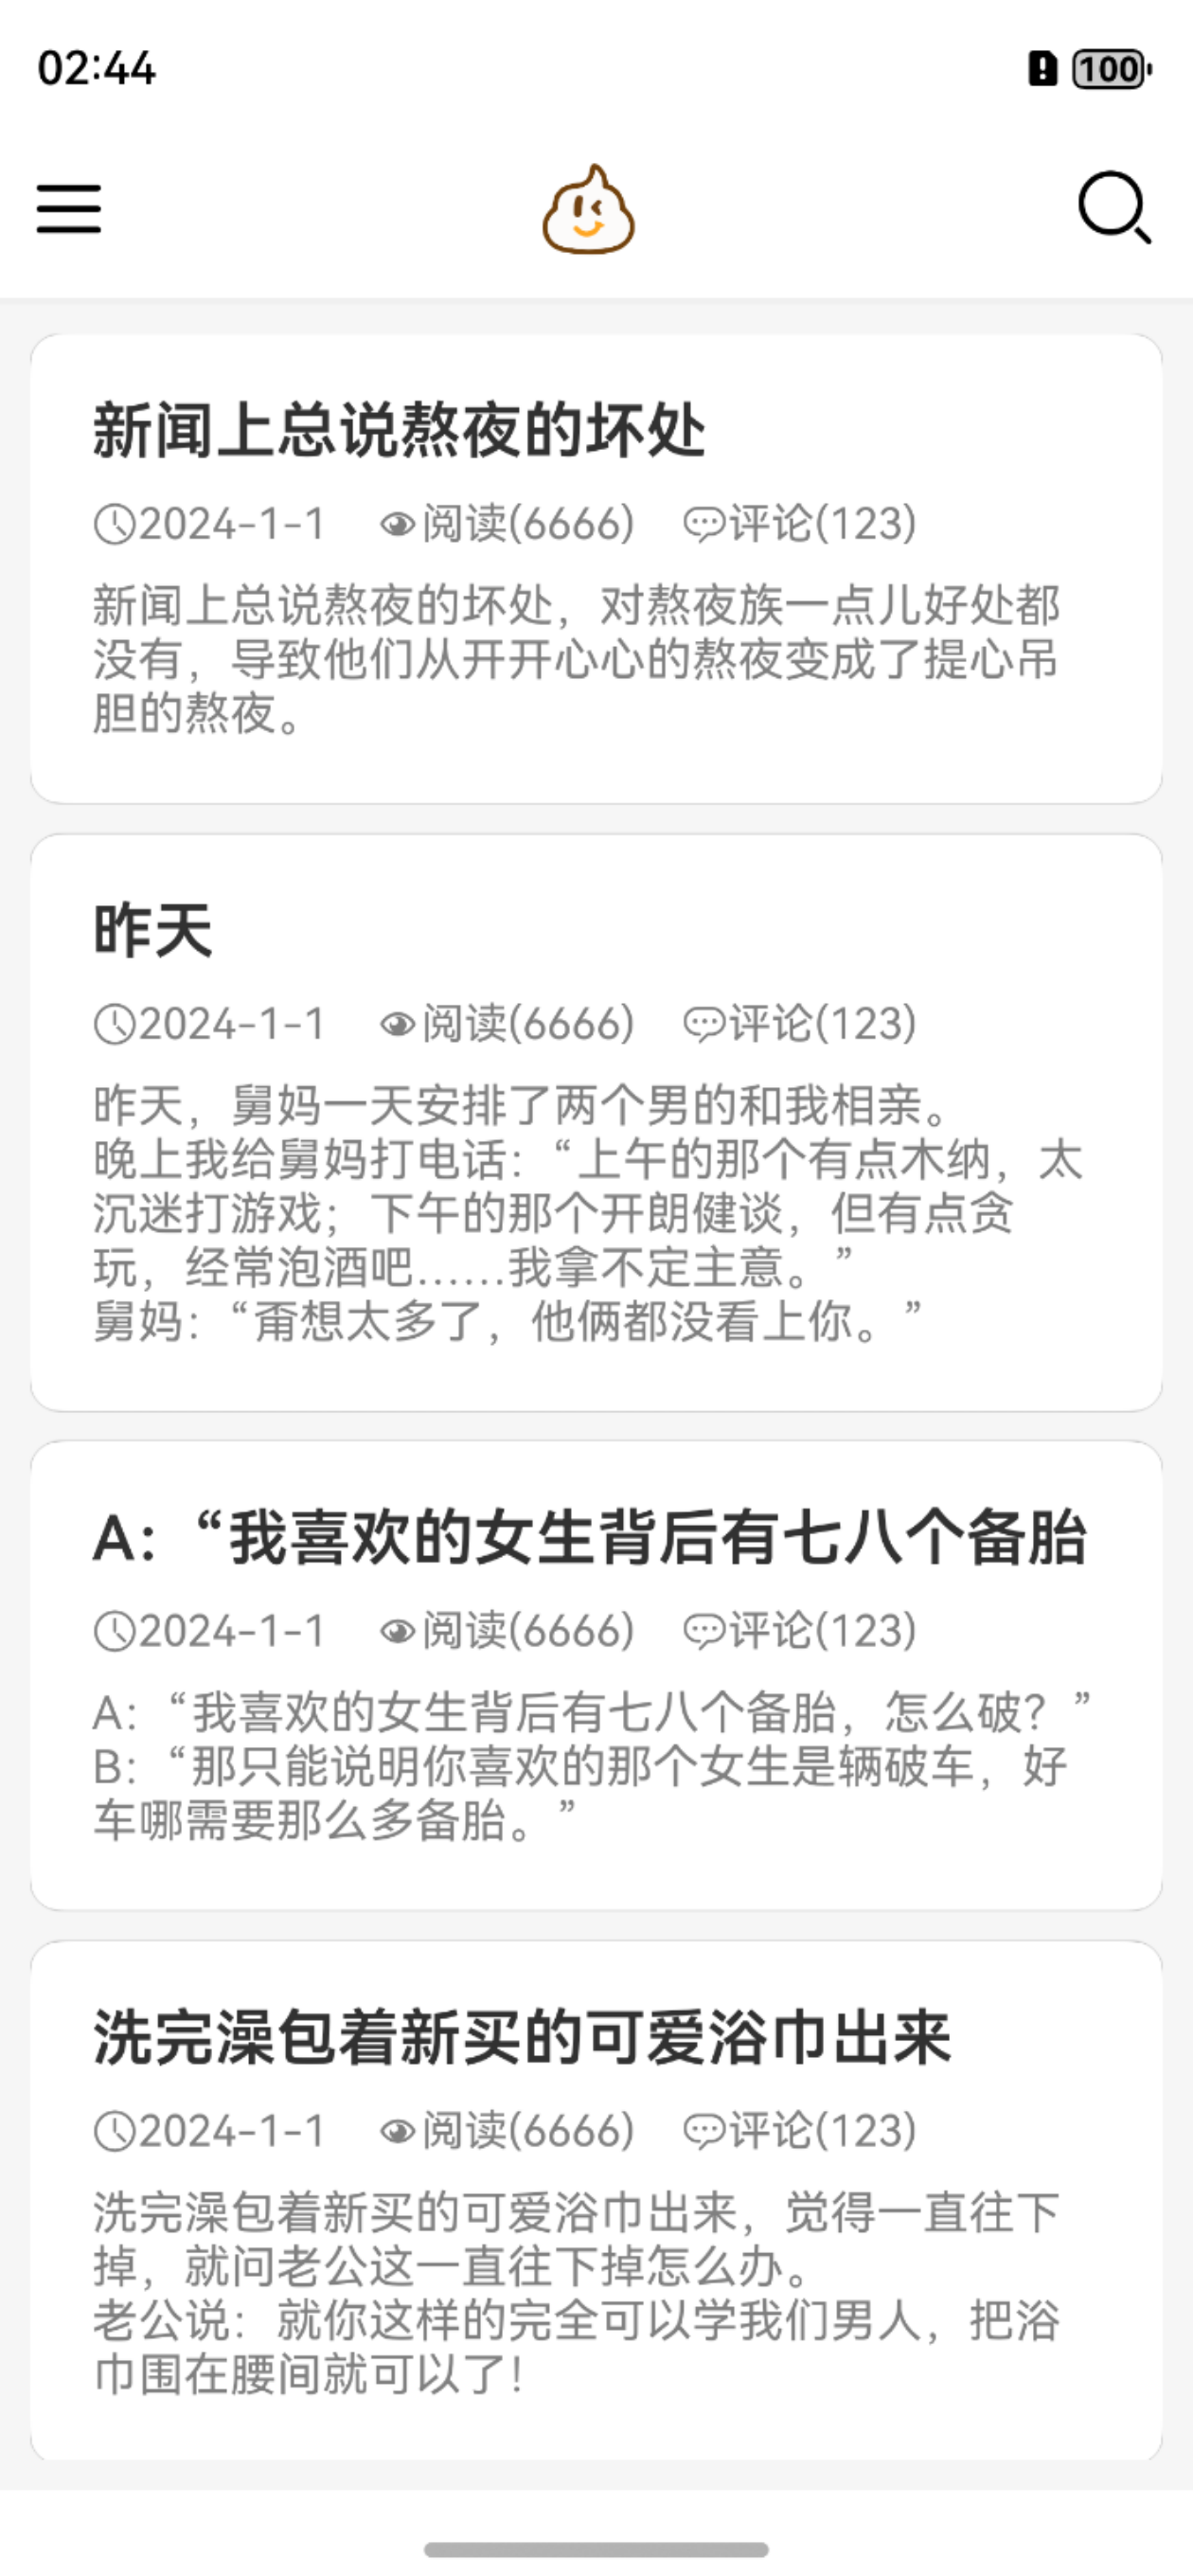 02:44
100
新闻上总说熬夜的坏处
2024-1-1 阅读(6666) 评论(123)
新闻上总说熬夜的坏处，对熬夜族一点儿好处都
没有，导致他们从开开心心的熬夜变成了提心吊
胆的熬夜。
昨天
2024-1-1 阅读(6666) 评论(123)
昨天，舅妈一天安排了两个男的和我相亲。
晚上我给舅妈打电话：“上午的那个有点木纳，太
沉迷打游戏；下午的那个开朗健谈，但有点贪
玩，经常泡酒吧……我拿不定主意。”
舅妈：“甭想太多了，他俩都没看上你。”
A：“我喜欢的女生背后有七八个备胎
2024-1-1 阅读(6666) 评论(123)
A：“我喜欢的女生背后有七八个备胎，怎么破？”
B：“那只能说明你喜欢的那个女生是辆破车，好
车哪需要那么多备胎。”
洗完澡包着新买的可爱浴巾出来
2024-1-1 阅读(6666) 评论(123)
洗完澡包着新买的可爱浴巾出来，觉得一直往下
掉，就问老公这一直往下掉怎么办。
老公说：就你这样的完全可以学我们男人，把浴
巾围在腰间就可以了！